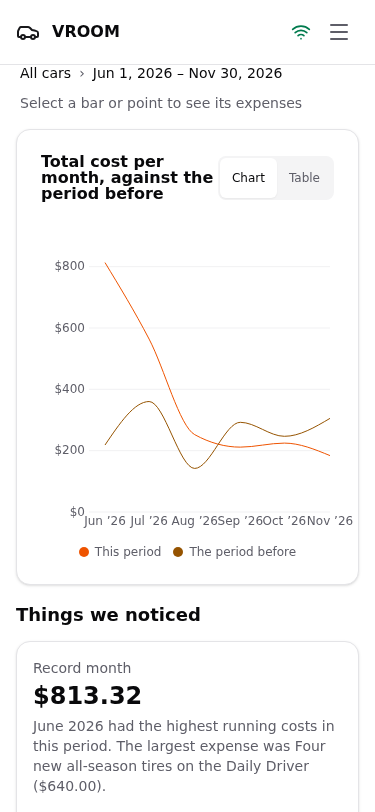 VROOM
All cars › Jun 1, 2026 – Nov 30, 2026
Select a bar or point to see its expenses
Total cost per
month, against the
period before
Chart
Table
$800
$600
$400
$200
$0
Jun ’26 Jul ’26 Aug ’26 Sep ’26 Oct ’26 Nov ’26
This period The period before
Things we noticed
Record month
$813.32
June 2026 had the highest running costs in
this period. The largest expense was Four
new all-season tires on the Daily Driver
($640.00).